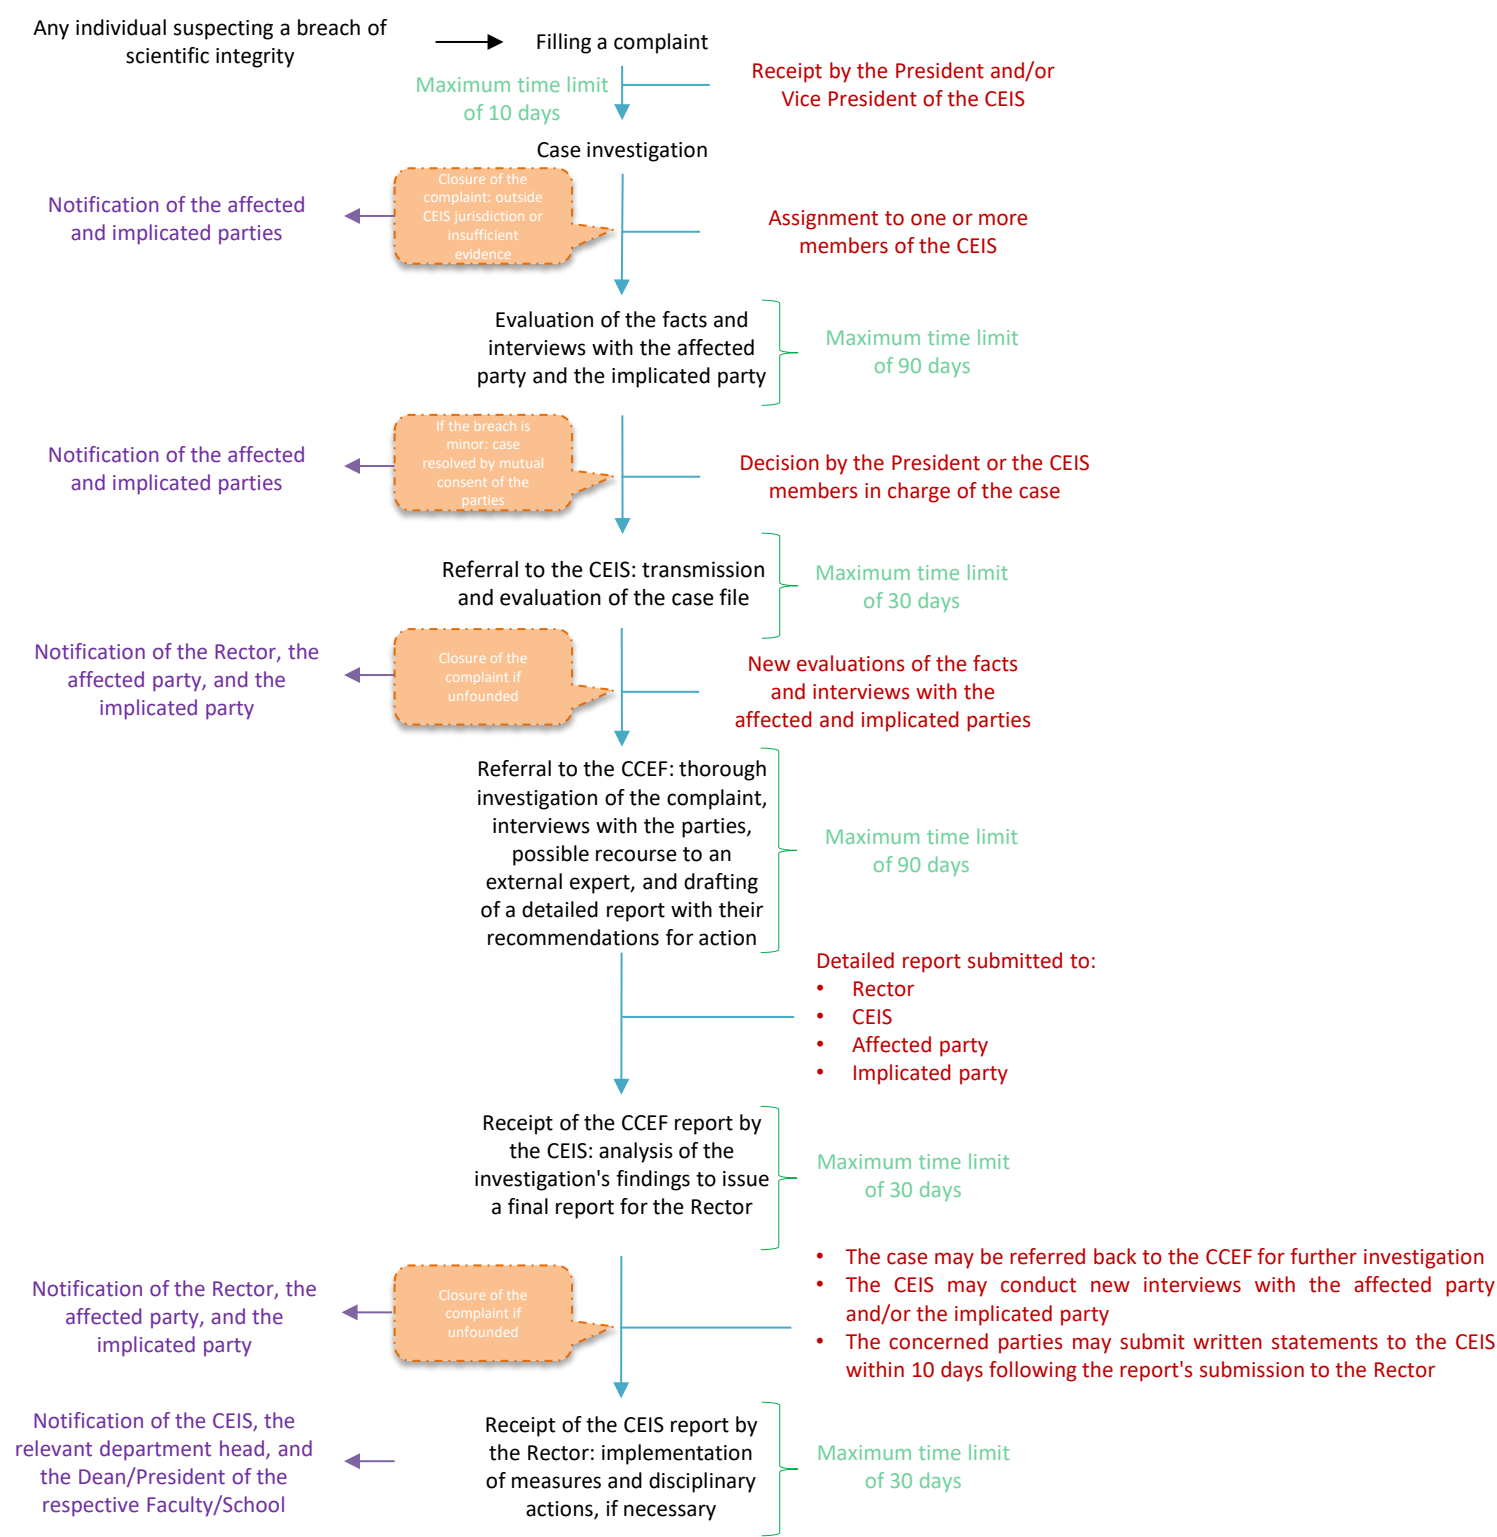 Any individual suspecting a breach of
scientific integrity
Filling a complaint
Maximum time limit
of 10 days
Receipt by the President and/or
Vice President of the CEIS
Case investigation
Notification of the affected
and implicated parties
Closure of the
complaint: outside
CEIS jurisdiction or
insufficient
evidence
Assignment to one or more
members of the CEIS
Evaluation of the facts and
interviews with the affected
party and the implicated party
Maximum time limit
of 90 days
Notification of the affected
and implicated parties
If the breach is
minor: case
resolved by mutual
consent of the
parties
Decision by the President or the CEIS
members in charge of the case
Referral to the CEIS: transmission
and evaluation of the case file
Maximum time limit
of 30 days
Notification of the Rector, the
affected party, and the
implicated party
Closure of the
complaint if
unfounded
New evaluations of the facts
and interviews with the
affected and implicated parties
Referral to the CCEF: thorough
investigation of the complaint,
interviews with the parties,
possible recourse to an
external expert, and drafting
of a detailed report with their
recommendations for action
Maximum time limit
of 90 days
Detailed report submitted to:
• Rector
• CEIS
• Affected party
• Implicated party
Receipt of the CCEF report by
the CEIS: analysis of the
investigation's findings to issue
a final report for the Rector
Maximum time limit
of 30 days
Notification of the Rector, the
affected party, and the
implicated party
Closure of the
complaint if
unfounded
• The case may be referred back to the CCEF for further investigation
• The CEIS may conduct new interviews with the affected party
and/or the implicated party
• The concerned parties may submit written statements to the CEIS
within 10 days following the report's submission to the Rector
Notification of the CEIS, the
relevant department head, and
the Dean/President of the
respective Faculty/School
Receipt of the CEIS report by
the Rector: implementation
of measures and disciplinary
actions, if necessary
Maximum time limit
of 30 days